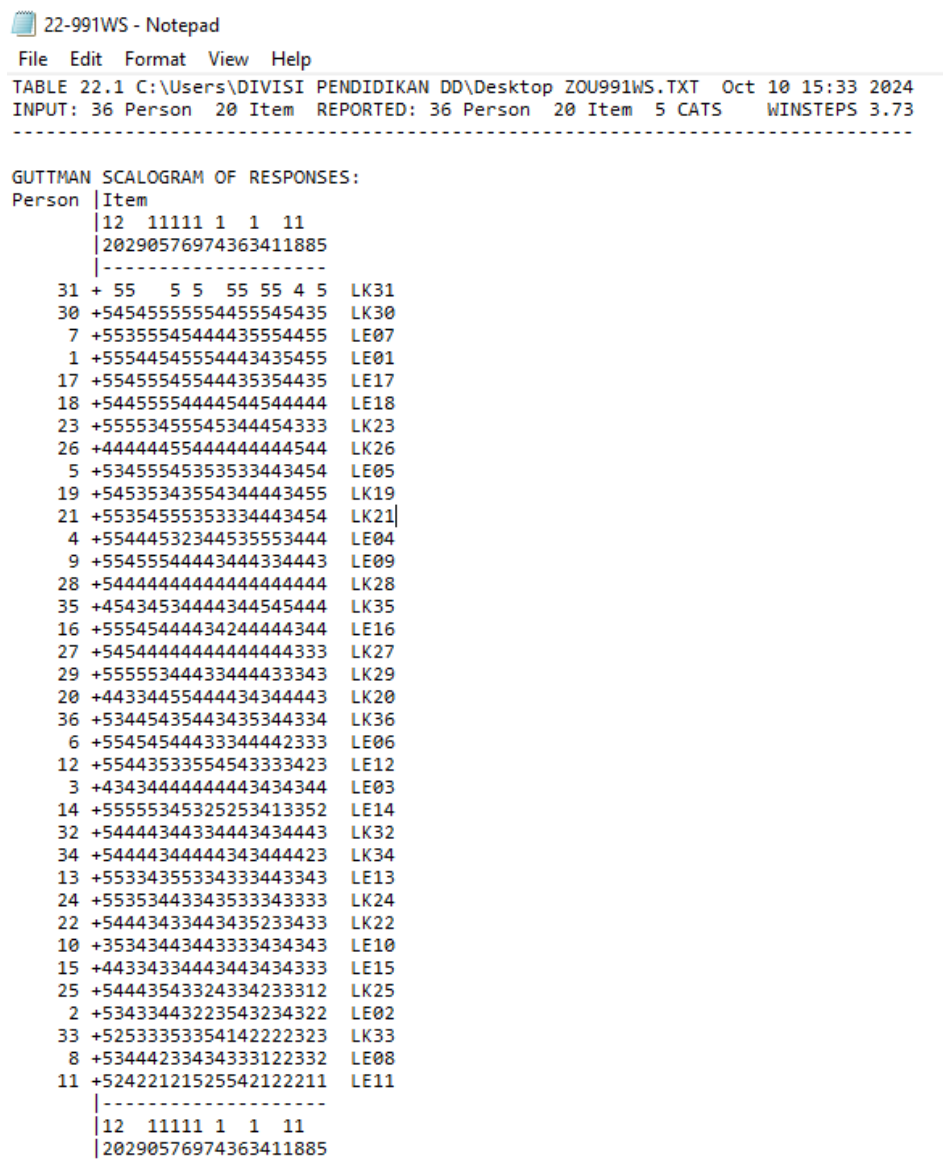 22-991WS - Notepad
File Edit Format View Help
TABLE 22.1 C:\Users\DIVISI PENDIDIKAN DD\Desktop ZOU991WS.TXT  Oct 10 15:33 2024
INPUT: 36 Person  20 Item  REPORTED: 36 Person  20 Item  5 CATS    WINSTEPS 3.73
--------------------------------------------------------------------------------
GUTTMAN SCALOGRAM OF RESPONSES:
Person |Item
       |12  11111 1  1  11
       |20290576974363411885
       |--------------------
    31 + 55   5 5  55 55 4 5  LK31
    30 +54545555554455545435  LK30
     7 +55355545444435554455  LE07
     1 +55544545554443435455  LE01
    17 +55455545544435354435  LE17
    18 +54455554444544544444  LE18
    23 +55553455545344454333  LK23
    26 +44444455444444444544  LK26
     5 +53455545353533443454  LE05
    19 +54535343554344443455  LK19
    21 +55354555353334443454  LK21
     4 +55444532344535553444  LE04
     9 +55455544443444334443  LE09
    28 +54444444444444444444  LK28
    35 +45434534444344545444  LK35
    16 +55545444434244444344  LE16
    27 +54544444444444444333  LK27
    29 +55555344433444433343  LK29
    20 +44334455444434344443  LK20
    36 +53445435443435344334  LK36
     6 +55454544433344442333  LE06
    12 +55443533554543333423  LE12
     3 +43434444444443434344  LE03
    14 +55555345325253413352  LE14
    32 +54444344334443434443  LK32
    34 +54444344444343444423  LK34
    13 +55334355334333443343  LE13
    24 +55353443343533343333  LK24
    22 +54443433443435233433  LK22
    10 +35343443443333434343  LE10
    15 +44334334443443434333  LE15
    25 +54443543324334233312  LK25
     2 +53433443223543234322  LE02
    33 +52533353354142222323  LK33
     8 +53444233434333122332  LE08
    11 +52422121525542122211  LE11
       |--------------------
       |12  11111 1  1  11
       |20290576974363411885